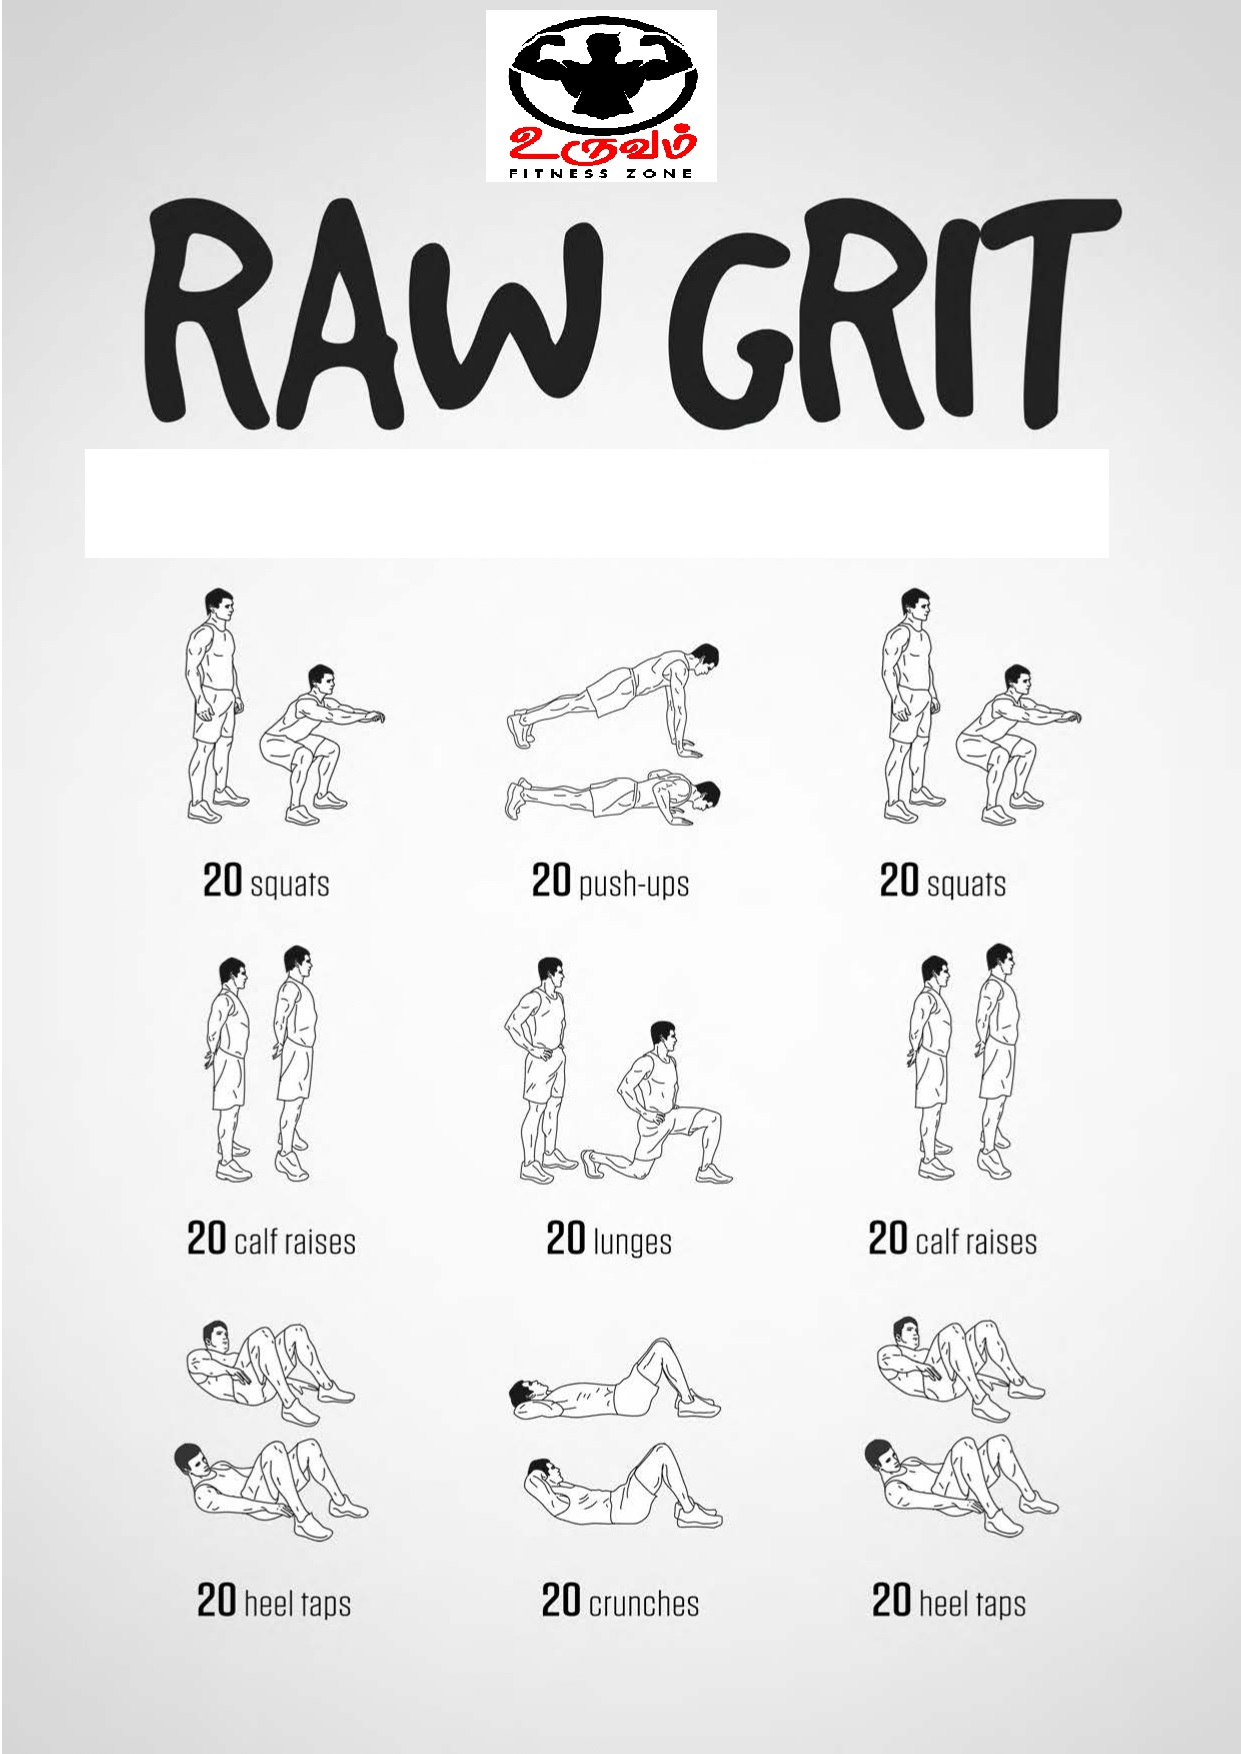 உருவம்
FITNESS ZONE
RAW GRIT
20 squats
20 push-ups
20 squats
20 calf raises
20 lunges
20 calf raises
20 heel taps
20 crunches
20 heel taps